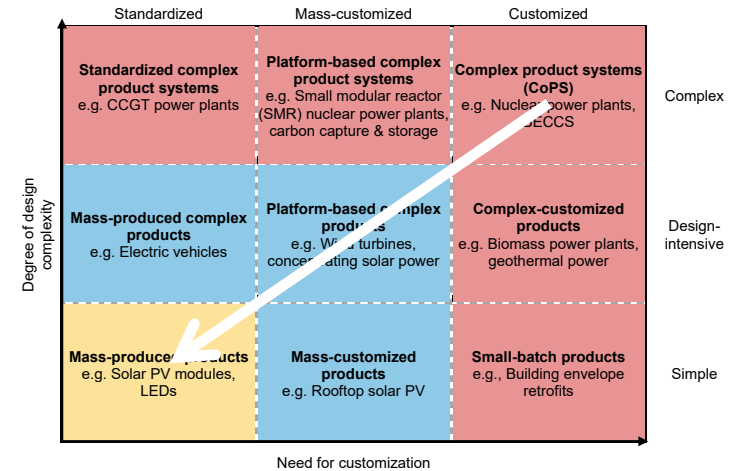 Standardized
Mass-customized
Customized
Standardized complex
product systems
e.g. CCGT power plants
Platform-based complex
product systems
e.g. Small modular reactor
(SMR) nuclear power plants,
carbon capture & storage
Complex product systems
(CoPS)
e.g. Nuclear power plants,
BECCS
Complex
Degree of design
complexity
Mass-produced complex
products
e.g. Electric vehicles
Platform-based complex
products
e.g. Wind turbines,
concentrating solar power
Complex-customized
products
e.g. Biomass power plants,
geothermal power
Design-
intensive
Mass-produced products
e.g. Solar PV modules,
LEDs
Mass-customized
products
e.g. Rooftop solar PV
Small-batch products
e.g., Building envelope
retrofits
Simple
Need for customization